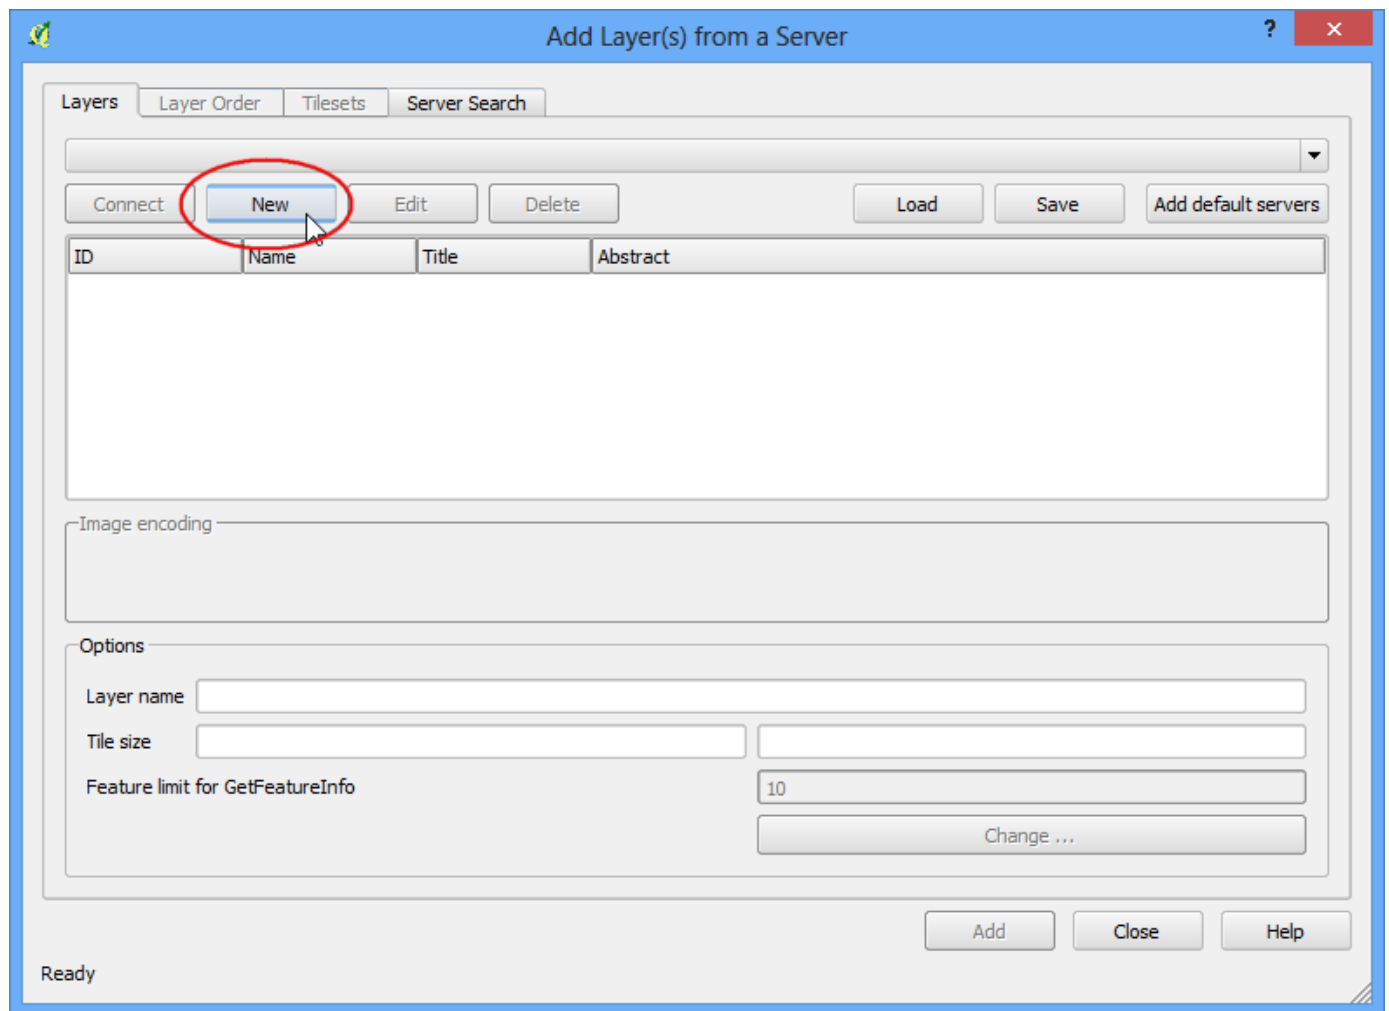 Add Layer(s) from a Server ?
Layers Layer Order Tilesets Server Search
Connect New Edit Delete Load Save Add default servers
ID Name Title Abstract
Image encoding
Options
Layer name
Tile size
Feature limit for GetFeatureInfo 10
Change ...
Add Close Help
Ready